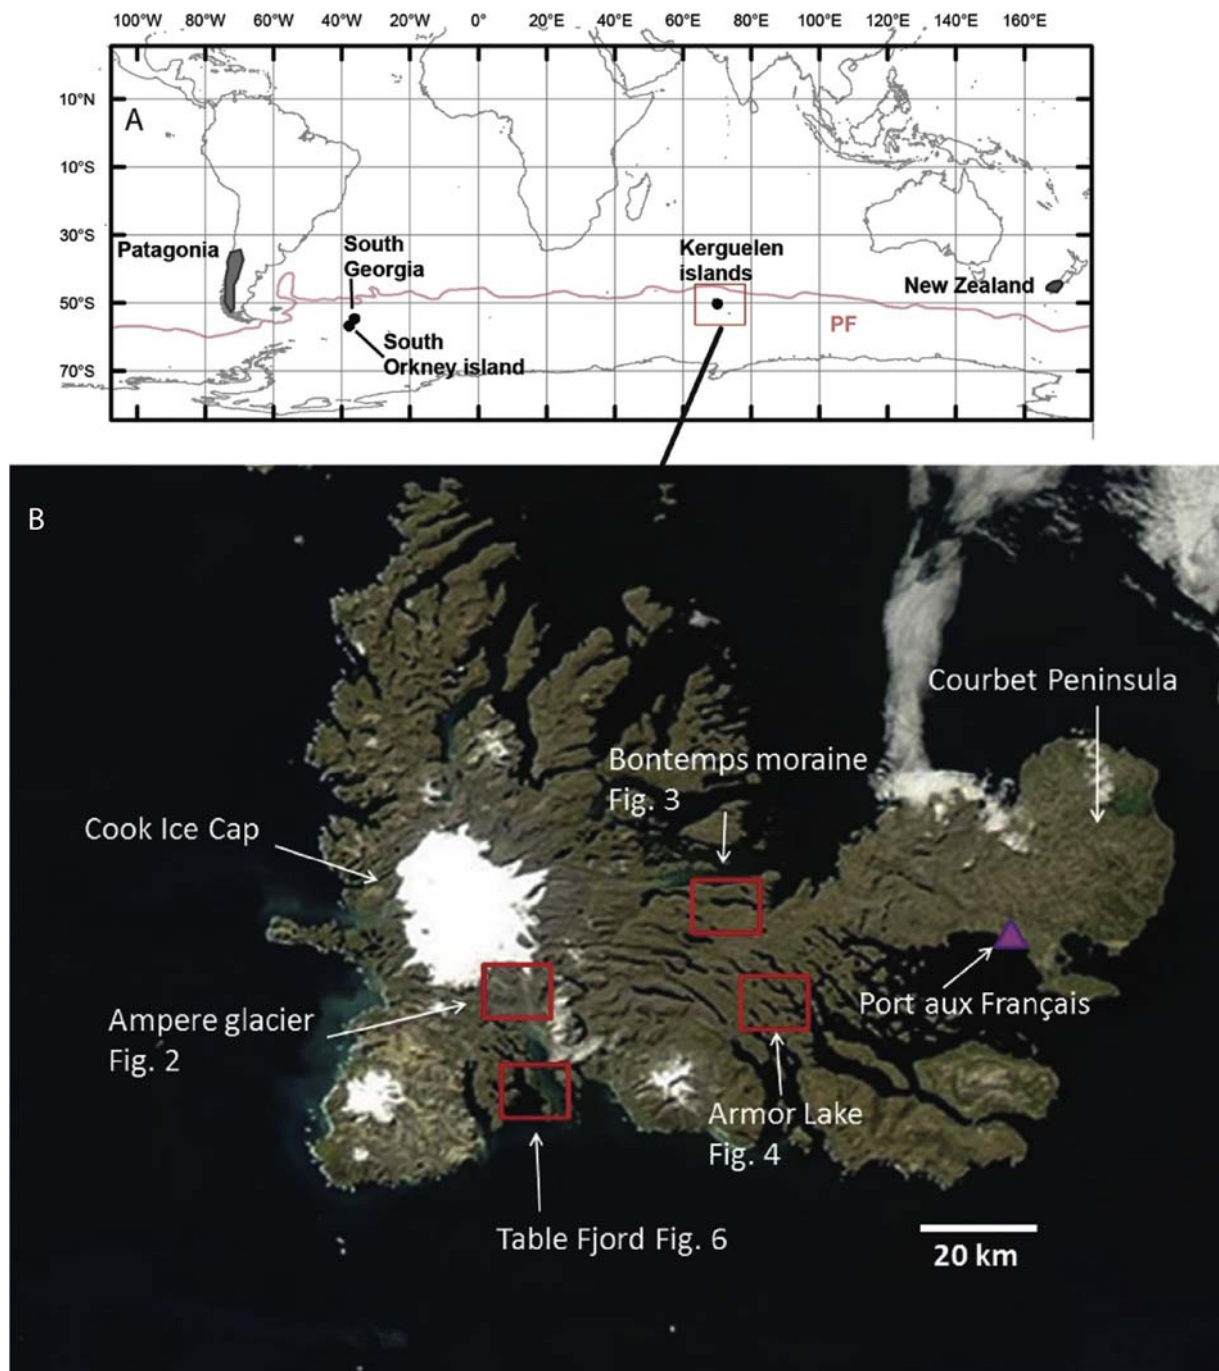 100°W 80°W 60°W 40°W 20°W 0° 20°E 40°E 60°E 80°E 100°E 120°E 140°E 160°E
A
10°N
10°S
30°S
50°S
70°S
Patagonia
South
Georgia
South
Orkney island
Kerguelen
islands
New Zealand
PF
B
Courbet Peninsula
Bontemps moraine
Fig. 3
Cook Ice Cap
Port aux Français
Ampere glacier
Fig. 2
Armor Lake
Fig. 4
Table Fjord Fig. 6
20 km